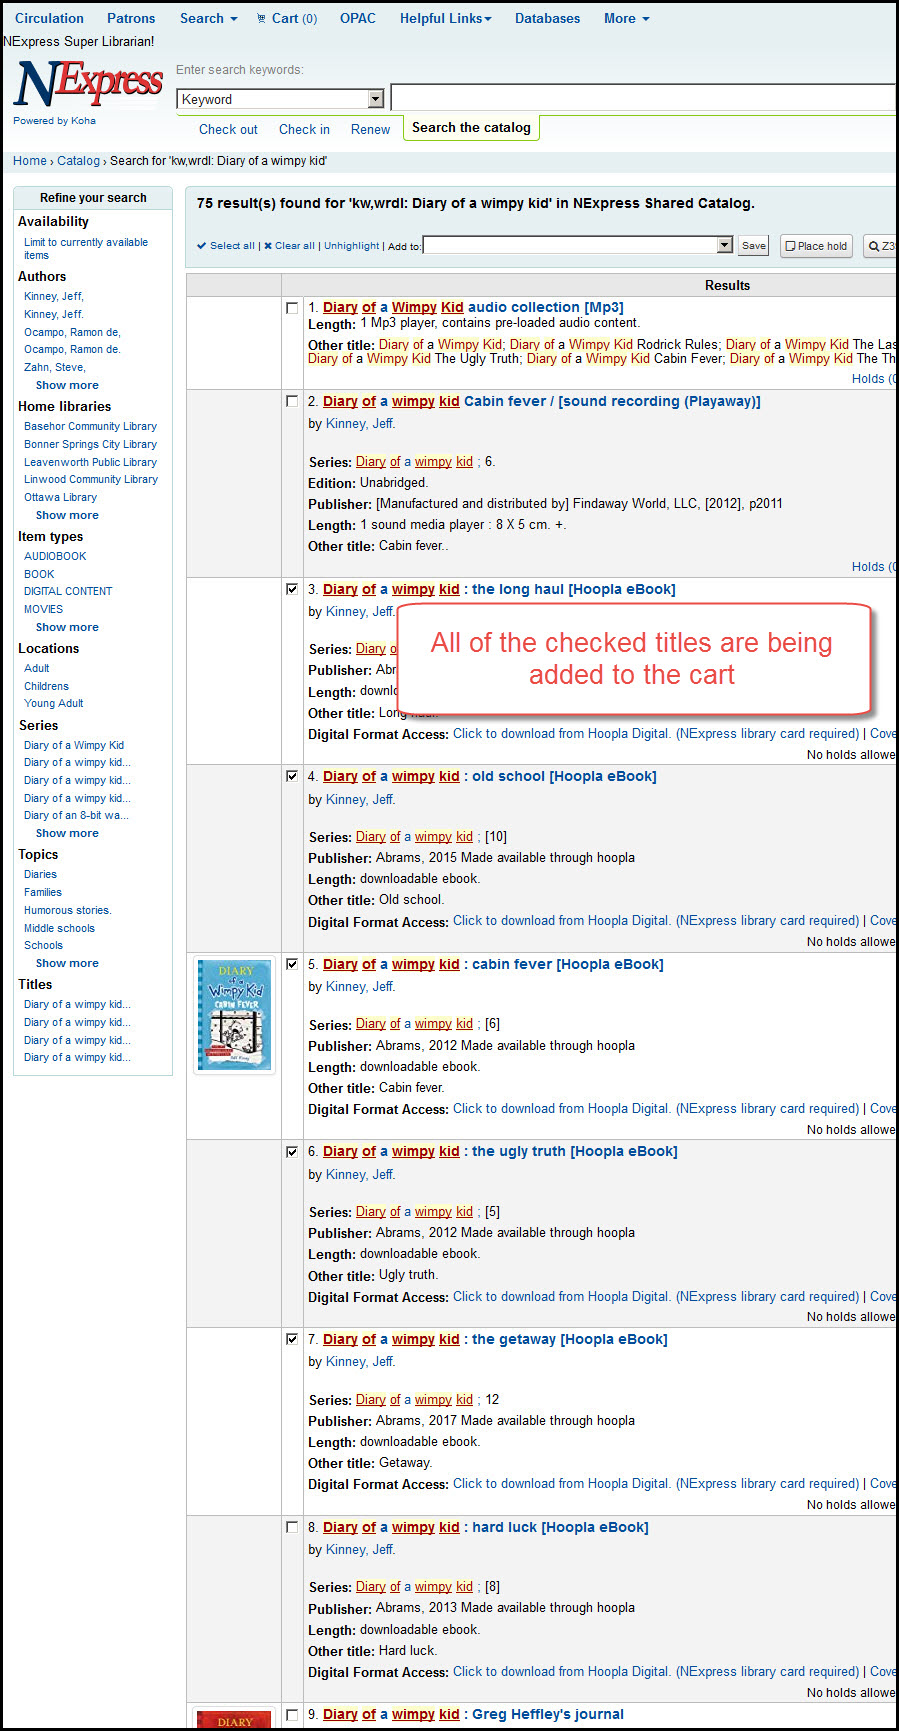 Circulation Patrons Search Cart (0) OPAC Helpful Links Databases More
NExpress Super Librarian!
NExpress
Powered by Koha
Enter search keywords:
Keyword
Check out Check in Renew Search the catalog
Home › Catalog › Search for 'kw,wrdl: Diary of a wimpy kid'
Refine your search
Availability
Limit to currently available
items
Authors
Kinney, Jeff,
Kinney, Jeff.
Ocampo, Ramon de,
Ocampo, Ramon de.
Zahn, Steve,
Show more
Home libraries
Basehor Community Library
Bonner Springs City Library
Leavenworth Public Library
Linwood Community Library
Ottawa Library
Show more
Item types
AUDIOBOOK
BOOK
DIGITAL CONTENT
MOVIES
Show more
Locations
Adult
Childrens
Young Adult
Series
Diary of a Wimpy Kid
Diary of a wimpy kid...
Diary of a wimpy kid...
Diary of a wimpy kid...
Diary of an 8-bit wa...
Show more
Topics
Diaries
Families
Humorous stories.
Middle schools
Schools
Show more
Titles
Diary of a wimpy kid...
Diary of a wimpy kid...
Diary of a wimpy kid...
Diary of a wimpy kid...
75 result(s) found for 'kw,wrdl: Diary of a wimpy kid' in NExpress Shared Catalog.
Select all | Clear all | Unhighlight | Add to: Save Place hold Z3
Results
1. Diary of a Wimpy Kid audio collection [Mp3]
Length: 1 Mp3 player, contains pre-loaded audio content.
Other title: Diary of a Wimpy Kid; Diary of a Wimpy Kid Rodrick Rules; Diary of a Wimpy Kid The Las
Diary of a Wimpy Kid The Ugly Truth; Diary of a Wimpy Kid Cabin Fever; Diary of a Wimpy Kid The Th
Holds (0
2. Diary of a wimpy kid Cabin fever / [sound recording (Playaway)]
by Kinney, Jeff.
Series: Diary of a wimpy kid ; 6.
Edition: Unabridged.
Publisher: [Manufactured and distributed by] Findaway World, LLC, [2012], p2011
Length: 1 sound media player : 8 X 5 cm. +.
Other title: Cabin fever..
Holds (0
3. Diary of a wimpy kid : the long haul [Hoopla eBook]
by Kinney, Jeff.
All of the checked titles are being
added to the cart
Series: Diary o
Publisher: Abr
Length: downlo
Other title: Long haul.
Digital Format Access: Click to download from Hoopla Digital. (NExpress library card required) | Cove
No holds allowe
4. Diary of a wimpy kid : old school [Hoopla eBook]
by Kinney, Jeff.
Series: Diary of a wimpy kid ; [10]
Publisher: Abrams, 2015 Made available through hoopla
Length: downloadable ebook.
Other title: Old school.
Digital Format Access: Click to download from Hoopla Digital. (NExpress library card required) | Cove
No holds allowe
DIARY
of a
Wimpy Kid
CABIN FEVER
5. Diary of a wimpy kid : cabin fever [Hoopla eBook]
by Kinney, Jeff.
Series: Diary of a wimpy kid ; [6]
Publisher: Abrams, 2012 Made available through hoopla
Length: downloadable ebook.
Other title: Cabin fever.
Digital Format Access: Click to download from Hoopla Digital. (NExpress library card required) | Cove
No holds allowe
6. Diary of a wimpy kid : the ugly truth [Hoopla eBook]
by Kinney, Jeff.
Series: Diary of a wimpy kid ; [5]
Publisher: Abrams, 2012 Made available through hoopla
Length: downloadable ebook.
Other title: Ugly truth.
Digital Format Access: Click to download from Hoopla Digital. (NExpress library card required) | Cove
No holds allowe
7. Diary of a wimpy kid : the getaway [Hoopla eBook]
by Kinney, Jeff.
Series: Diary of a wimpy kid ; 12
Publisher: Abrams, 2017 Made available through hoopla
Length: downloadable ebook.
Other title: Getaway.
Digital Format Access: Click to download from Hoopla Digital. (NExpress library card required) | Cove
No holds allowe
8. Diary of a wimpy kid : hard luck [Hoopla eBook]
by Kinney, Jeff.
Series: Diary of a wimpy kid ; [8]
Publisher: Abrams, 2013 Made available through hoopla
Length: downloadable ebook.
Other title: Hard luck.
Digital Format Access: Click to download from Hoopla Digital. (NExpress library card required) | Cove
No holds allowe
DIARY
9. Diary of a wimpy kid : Greg Heffley's journal